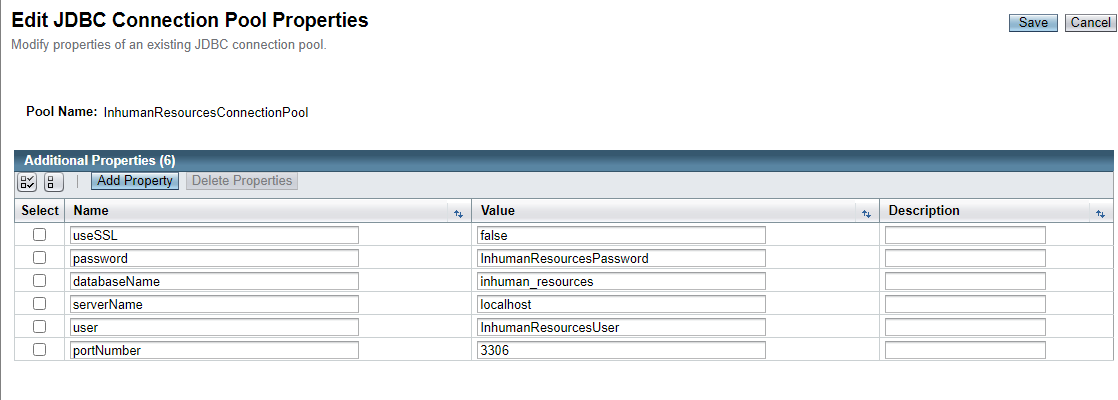 Edit JDBC Connection Pool Properties
Save Cancel
Modify properties of an existing JDBC connection pool.
Pool Name: InhumanResourcesConnectionPool
Additional Properties (6)
Add Property Delete Properties
Select Name Value Description
useSSL false
password InhumanResourcesPassword
databaseName inhuman_resources
serverName localhost
user InhumanResourcesUser
portNumber 3306